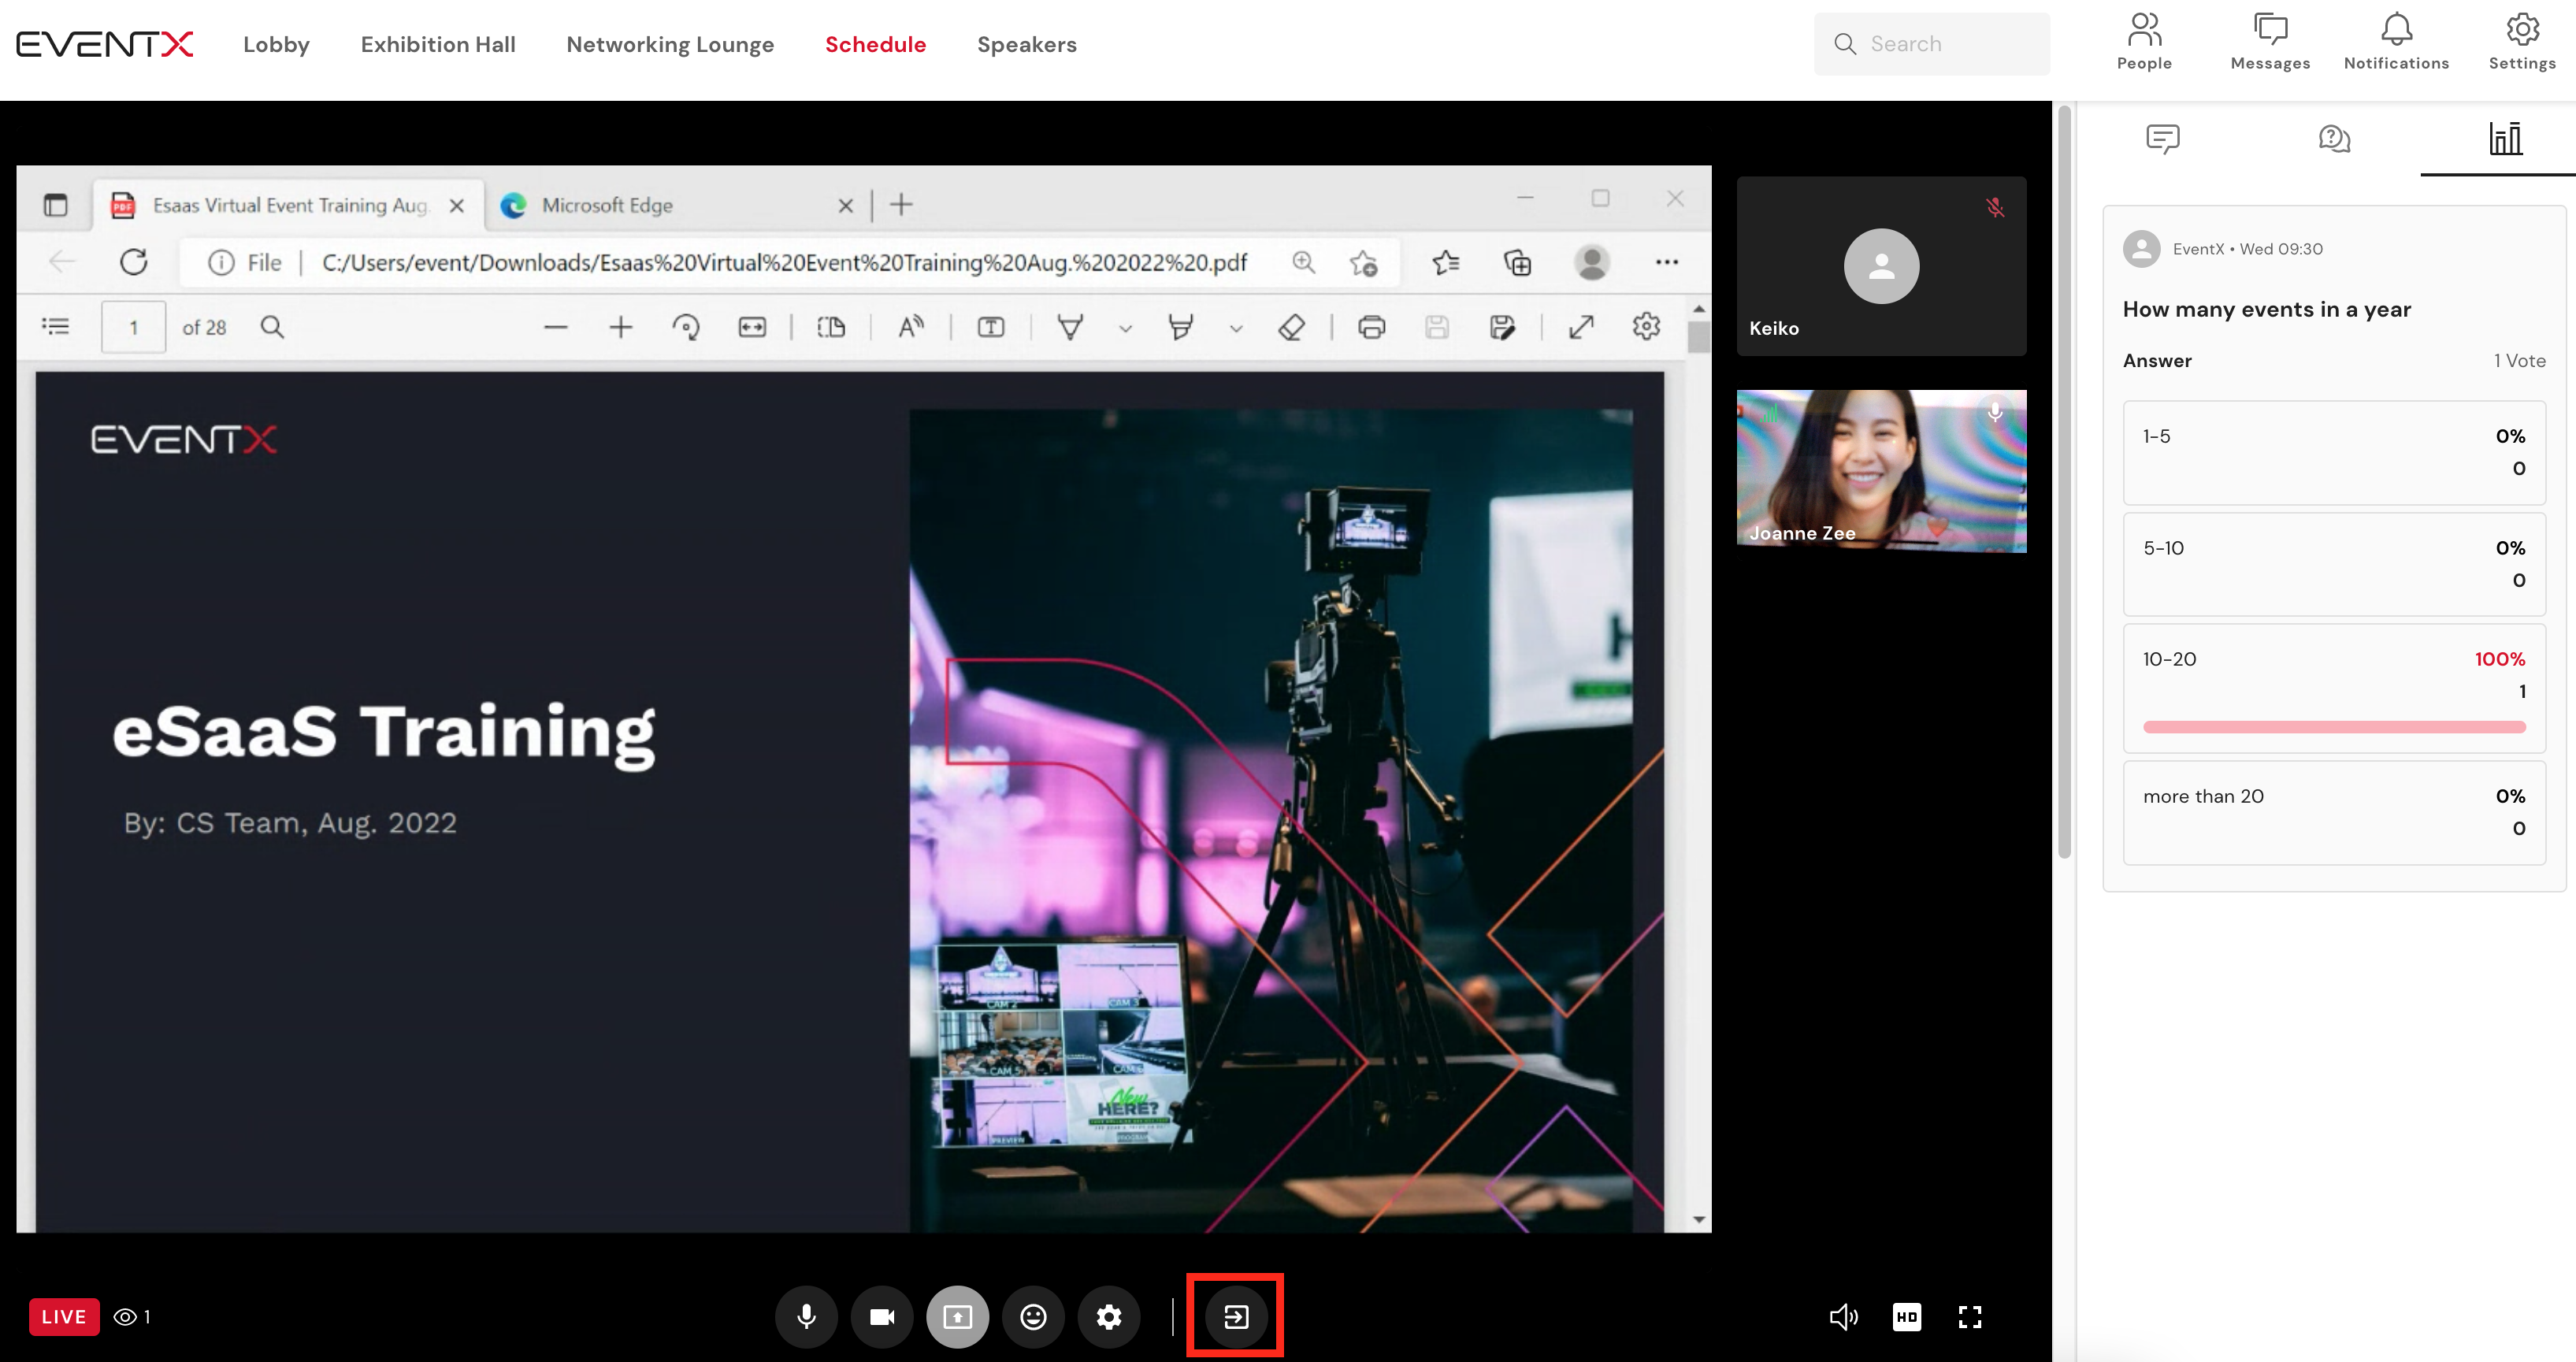 EVENTX Lobby Exhibition Hall Networking Lounge Schedule Speakers Search
People Messages Notifications Settings
Esaas Virtual Event Training Aug. Microsoft Edge
File C:/Users/event/Downloads/Esaas%20Virtual%20Event%20Training%20Aug.%202022%20.pdf
1 of 28
EVENTX
eSaaS Training
By: CS Team, Aug. 2022
CAM 2 CAM 3
CAM 5
PREVIEW
New
HERE?
Keiko
Joanne Zee
LIVE 1
HD
EventX • Wed 09:30
How many events in a year
Answer 1 Vote
1-5 0%
0
5-10 0%
0
10-20 100%
1
more than 20 0%
0